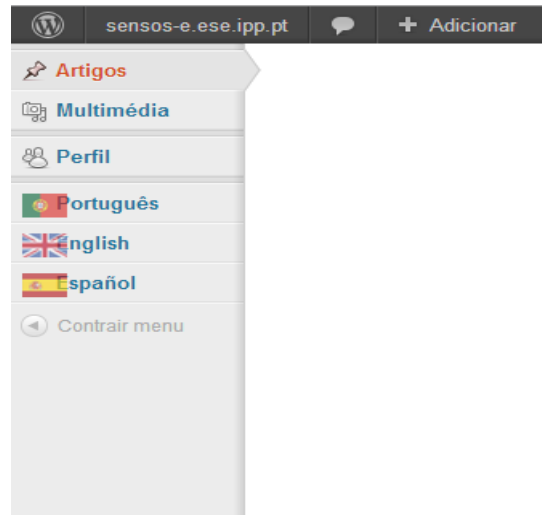 sensos-e.ese.ipp.pt Adicionar
Artigos
Multimédia
Perfil
Português
English
Español
Contrair menu